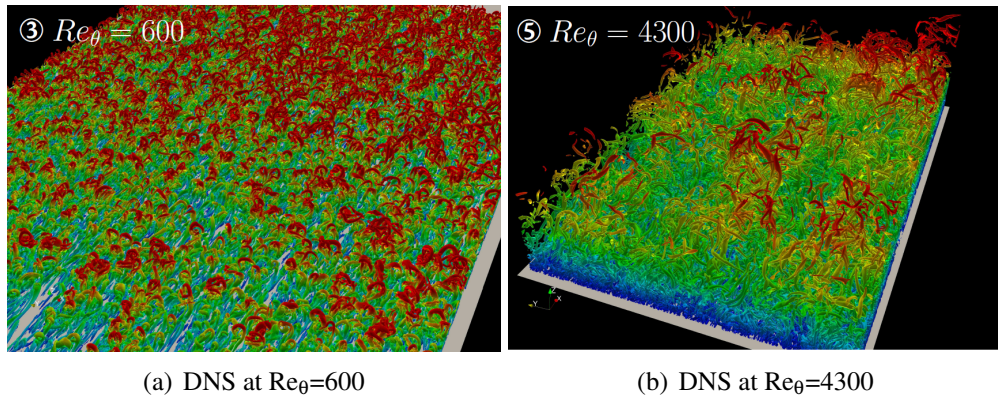 ③ Re_θ = 600
⑤ Re_θ = 4300
Z
Y
X
(a) DNS at Re_θ=600
(b) DNS at Re_θ=4300